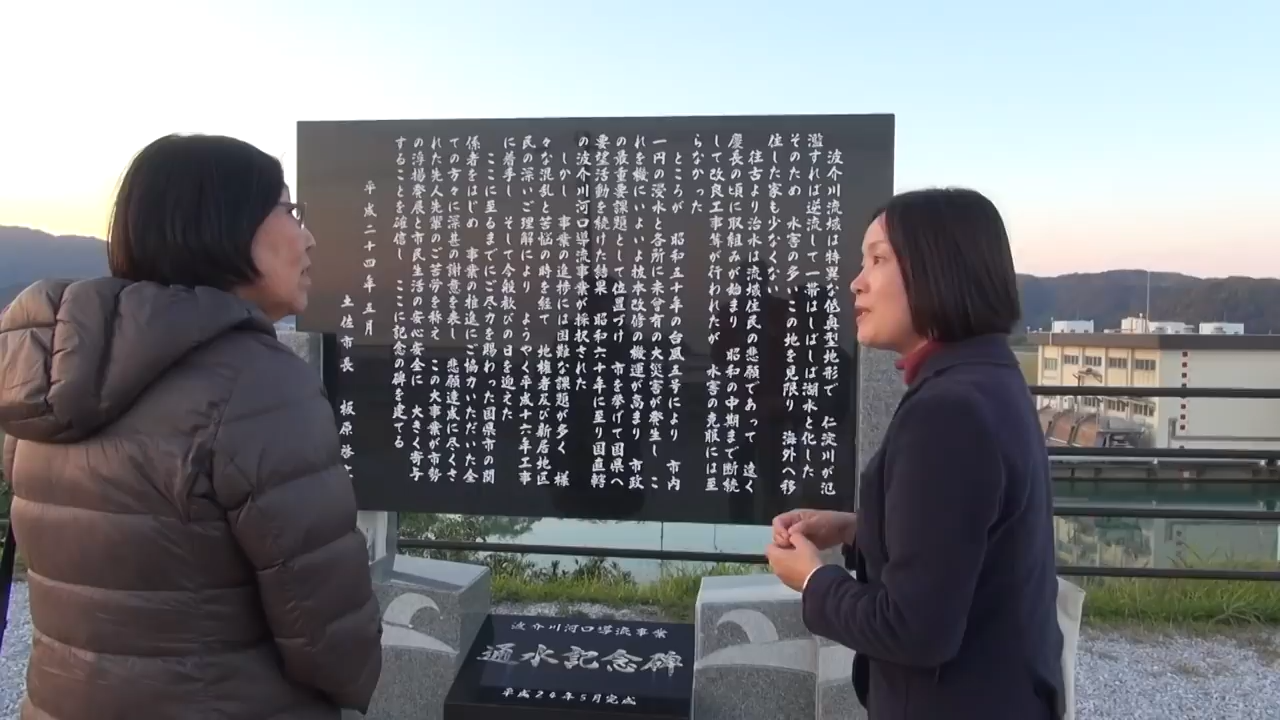 波介川流域は特異な低奥型地形で 仁淀川が氾
濫すれば逆流して一帯はしばしば湖水と化した
そのため 水害の多いこの地を見限り 海外へ移
住した家も少なくない
往古より治水は流域住民の悲願であって 遠く
慶長の頃に取組みが始まり 昭和の中期まで断続
して改良工事等が行われたが 水害の克服には至
らなかった
ところが 昭和五十年の台風五号により 市内
一円の浸水と各所に未曾有の大災害が発生し こ
れを機にいよいよ抜本改修の機運が高まり 市政
の最重要課題として位置づけ 市を挙げて国県へ
要望活動を続けた結果 昭和六十年に至り国直轄
の波介川河口導流事業が採択された
しかし 事業の進捗には困難な課題が多く 様
々な混乱と苦悩の時を経て 地権者及び新居地区
民の深いご理解により ようやく平成十六年工事
に着手し そして今般歓びの日を迎えた
ここに至るまでにご尽力を賜わった国県市の関
係者をはじめ 事業の推進にご協力いただいた全
ての方々に深甚の謝意を表し 悲願達成に尽くさ
れた先人先輩のご苦労を称え この大事業が市勢
の浮揚発展と市民生活の安心安全に 大きく寄与
することを確信し ここに記念の碑を建てる
平成二十四年五月
土佐市長 板原啓
波介川河口導流事業
通水記念碑
平成24年5月完成